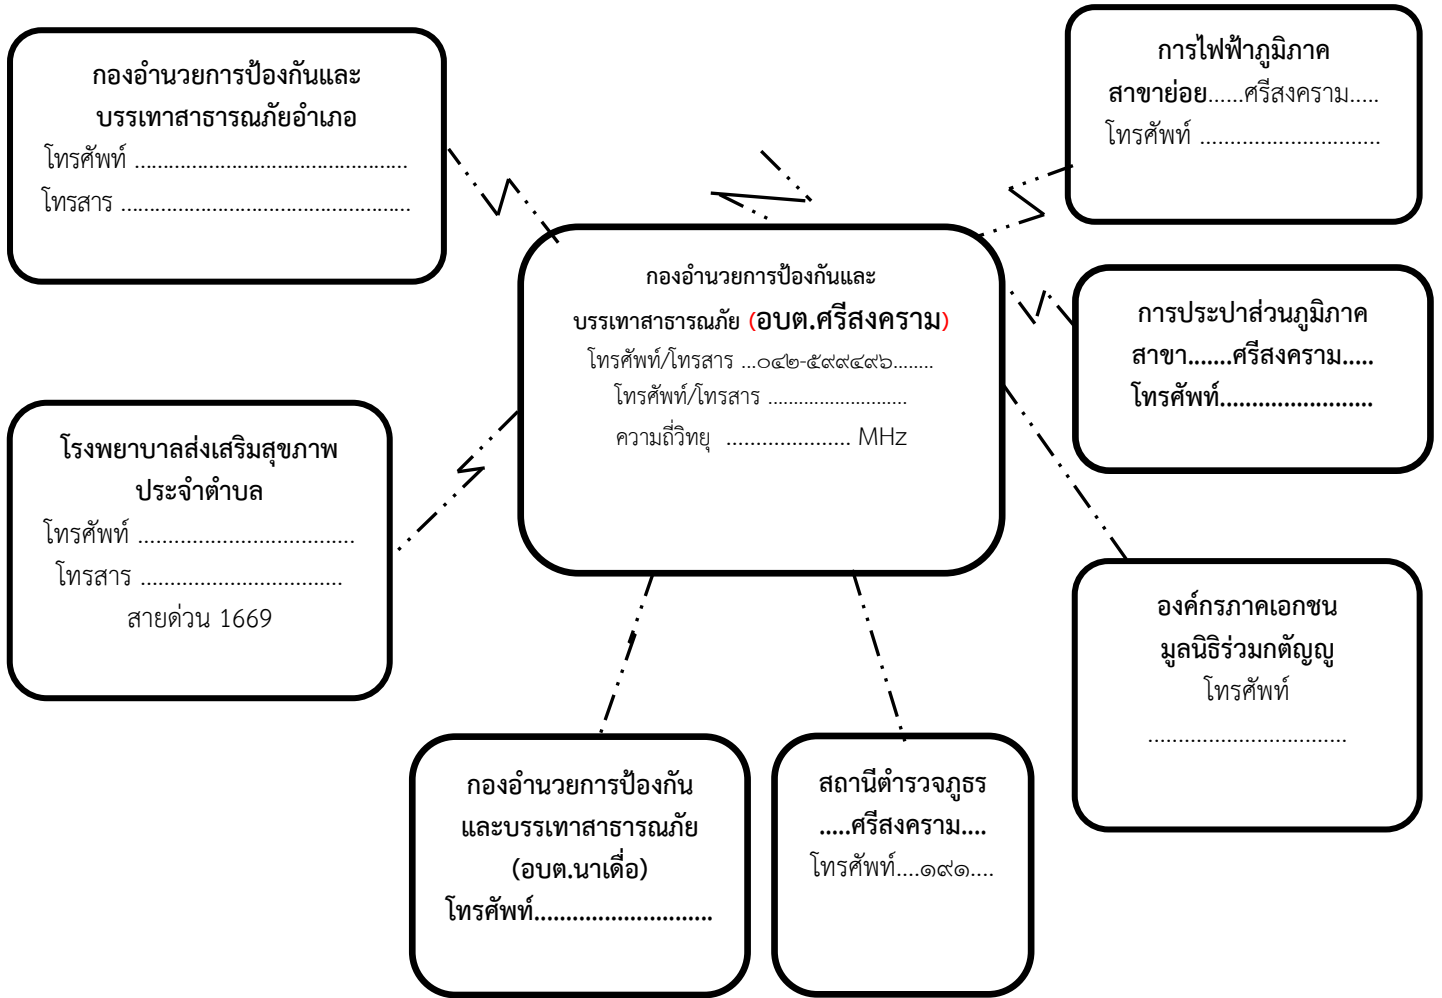 กองอำนวยการป้องกันและ
บรรเทาสาธารณภัยอำเภอ
โทรศัพท์ ................................................
โทรสาร ...................................................
การไฟฟ้าภูมิภาค
สาขาย่อย......ศรีสงคราม.....
โทรศัพท์ ..............................
กองอำนวยการป้องกันและ
บรรเทาสาธารณภัย (อบต.ศรีสงคราม)
โทรศัพท์/โทรสาร ...๐๔๒-๕๙๙๔๙๖........
โทรศัพท์/โทรสาร ..........................
ความถี่วิทยุ ..................... MHz
การประปาส่วนภูมิภาค
สาขา.......ศรีสงคราม.....
โทรศัพท์........................
โรงพยาบาลส่งเสริมสุขภาพ
ประจำตำบล
โทรศัพท์ ....................................
โทรสาร ..................................
สายด่วน 1669
องค์กรภาคเอกชน
มูลนิธิร่วมกตัญญู
โทรศัพท์
.................................
กองอำนวยการป้องกัน
และบรรเทาสาธารณภัย
(อบต.นาเดื่อ)
โทรศัพท์............................
สถานีตำรวจภูธร
.....ศรีสงคราม....
โทรศัพท์....๑๙๑....